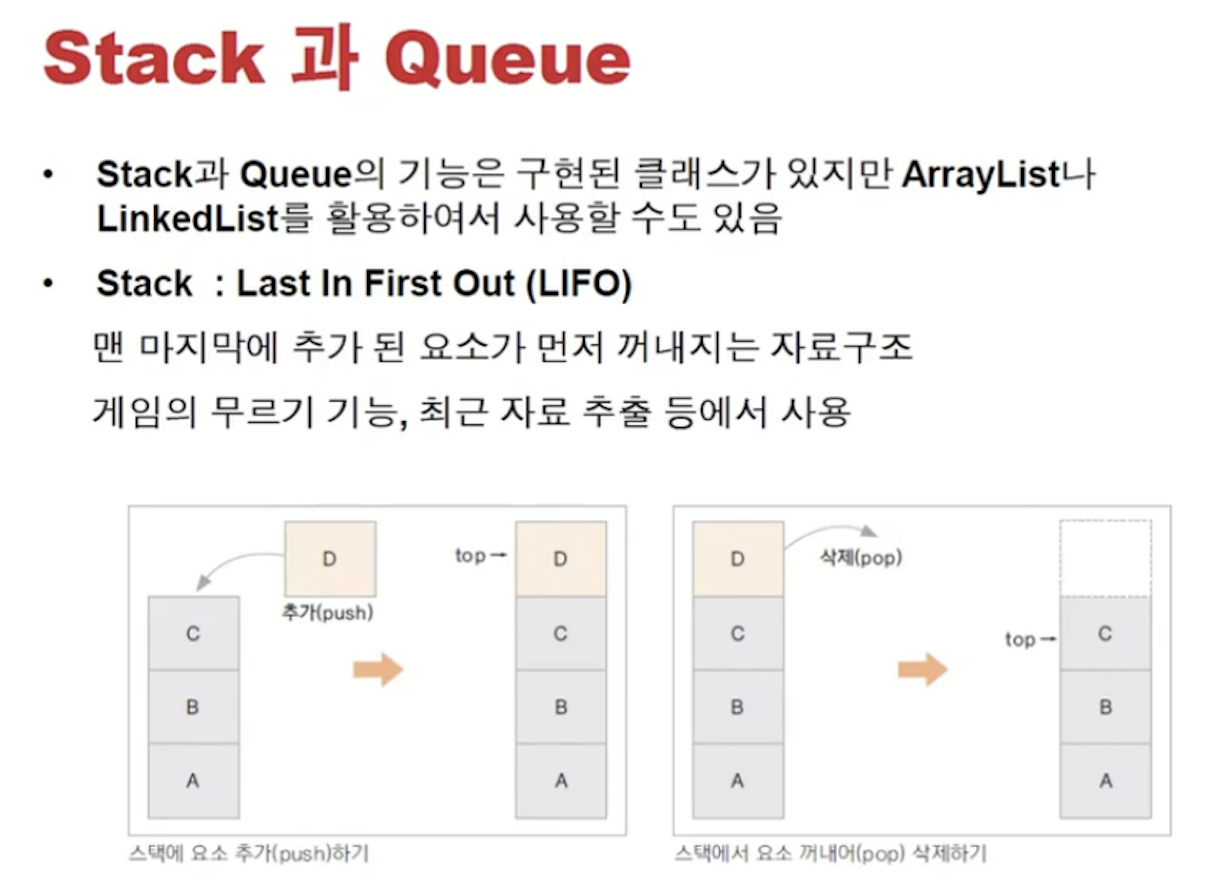 Stack 과 Queue
• Stack과 Queue의 기능은 구현된 클래스가 있지만 ArrayList나
LinkedList를 활용하여서 사용할 수도 있음
• Stack : Last In First Out (LIFO)
맨 마지막에 추가 된 요소가 먼저 꺼내지는 자료구조
게임의 무르기 기능, 최근 자료 추출 등에서 사용
D
추가(push)
C
B
A
top
D
C
B
A
스택에 요소 추가(push)하기
D
삭제(pop)
C
B
A
top
C
B
A
스택에서 요소 꺼내어(pop) 삭제하기